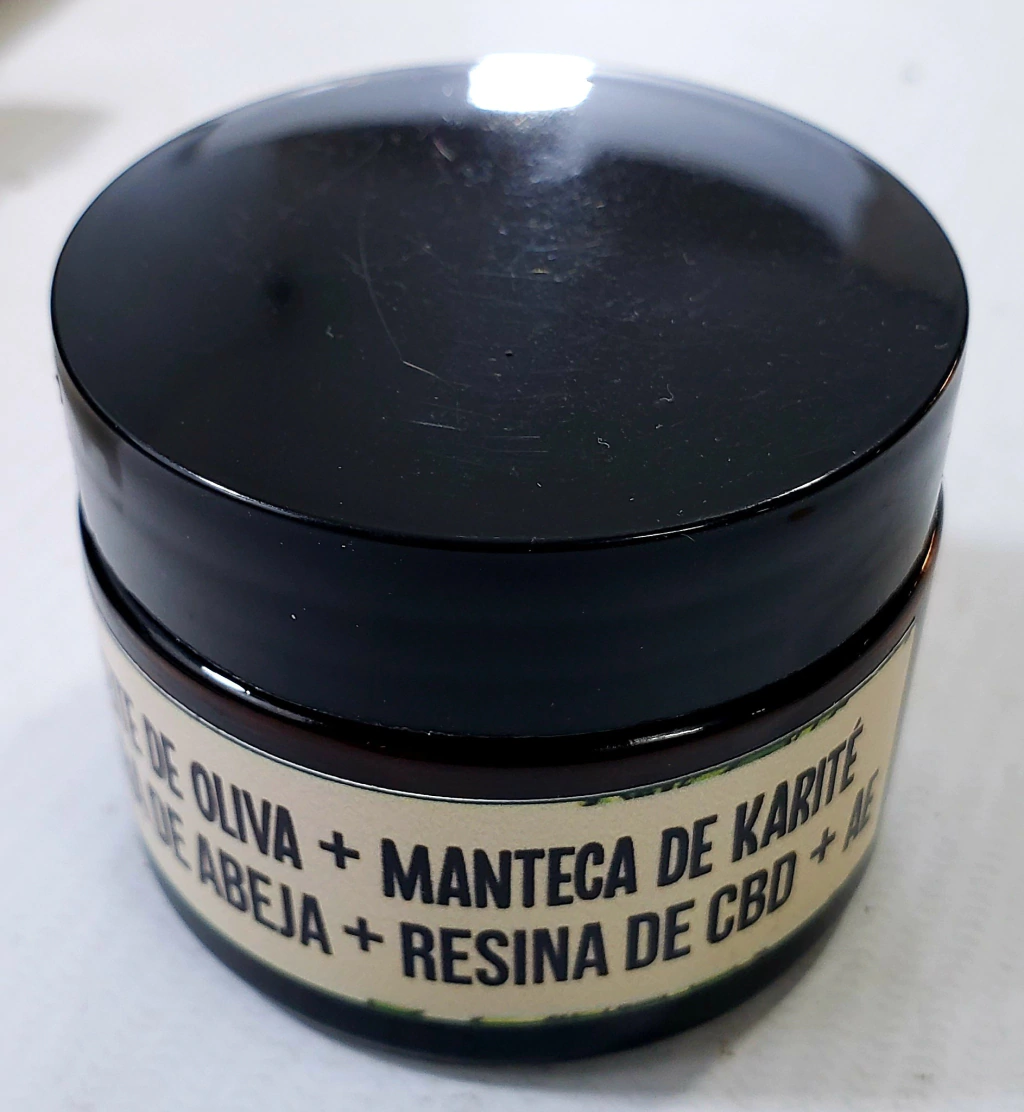 DE OLIVA + MANTECA DE KARITÉ
DE ABEJA + RESINA DE CBD + AE